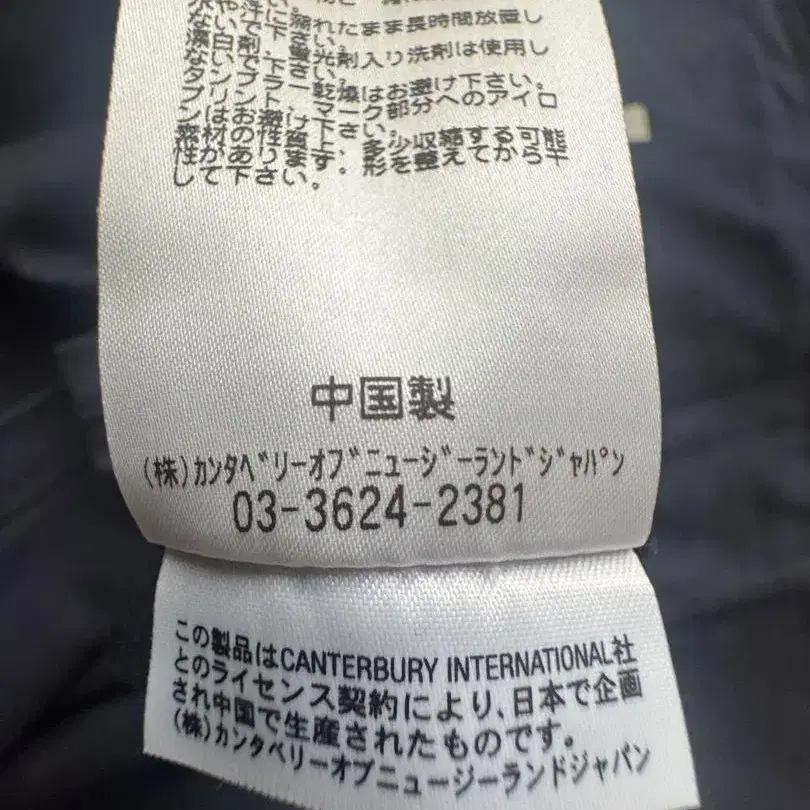 水や汗に濡れたまま長時間放置し
ないで下さい。
漂白剤、蛍光剤入り洗剤は使用し
ないで下さい。
タンブラー乾燥はお避け下さい。
プリント、マーク部分へのアイロ
ンはお避け下さい。
素材の性質上、多少収縮する可能
性があります。形を整えてから干
して下さい。
中国製
(株)カンタベリーオブニュージーランドジャパン
03-3624-2381
この製品はCANTERBURY INTERNATIONAL社
とのライセンス契約により、日本で企画
され中国で生産されたものです。
(株)カンタベリーオブニュージーランドジャパン